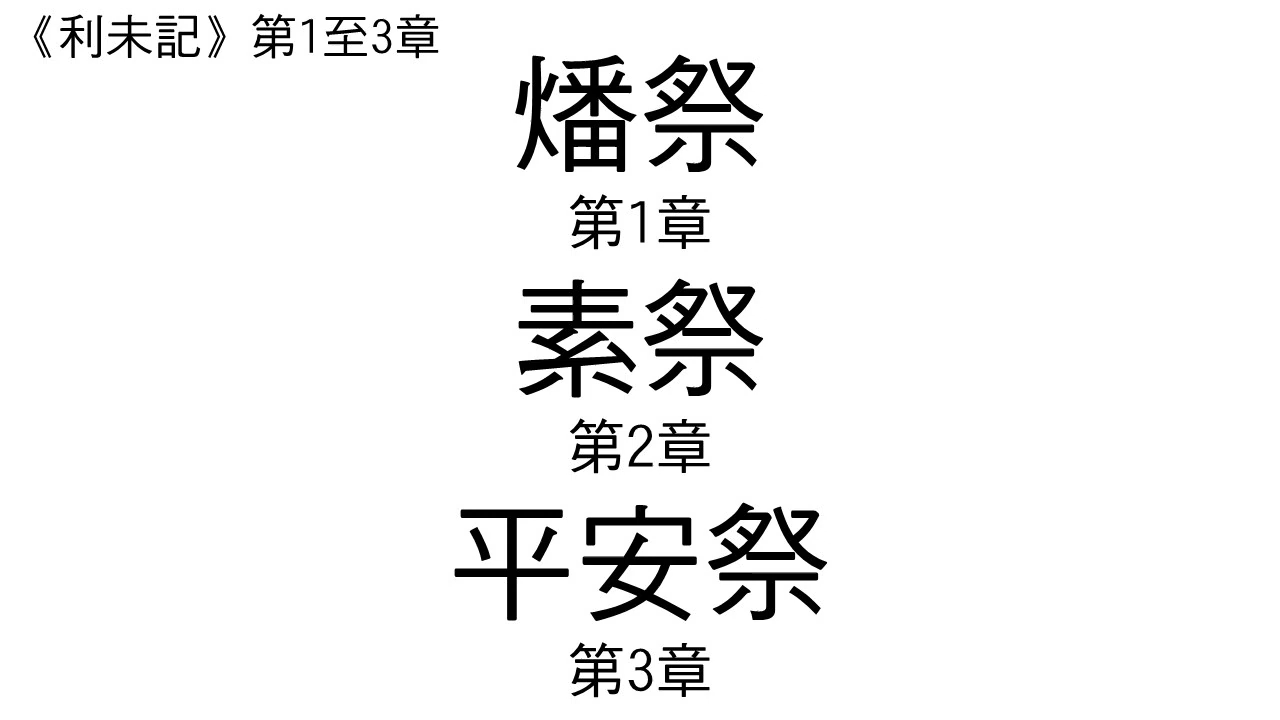 《利未記》第1至3章
燔祭
第1章
素祭
第2章
平安祭
第3章